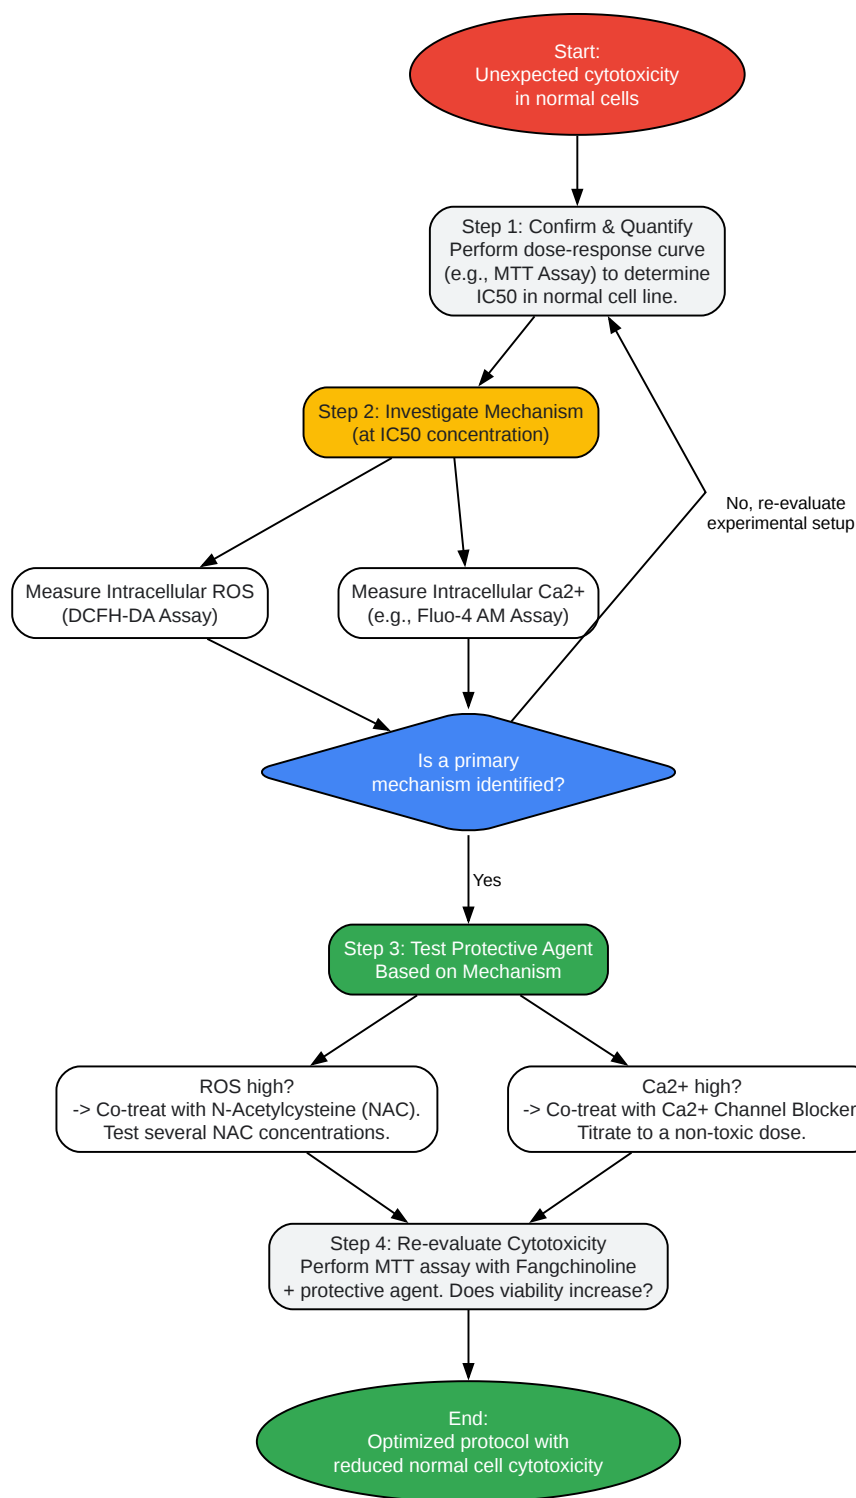 Start:
Unexpected cytotoxicity
in normal cells
Step 1: Confirm & Quantify
Perform dose-response curve
(e.g., MTT Assay) to determine
IC50 in normal cell line.
Step 2: Investigate Mechanism
(at IC50 concentration)
No, re-evaluate
experimental setup
Measure Intracellular ROS
(DCFH-DA Assay)
Measure Intracellular Ca2+
(e.g., Fluo-4 AM Assay)
Is a primary
mechanism identified?
Yes
Step 3: Test Protective Agent
Based on Mechanism
ROS high?
-> Co-treat with N-Acetylcysteine (NAC).
Test several NAC concentrations.
Ca2+ high?
-> Co-treat with Ca2+ Channel Blocker
Titrate to a non-toxic dose.
Step 4: Re-evaluate Cytotoxicity
Perform MTT assay with Fangchinoline
+ protective agent. Does viability increase?
End:
Optimized protocol with
reduced normal cell cytotoxicity